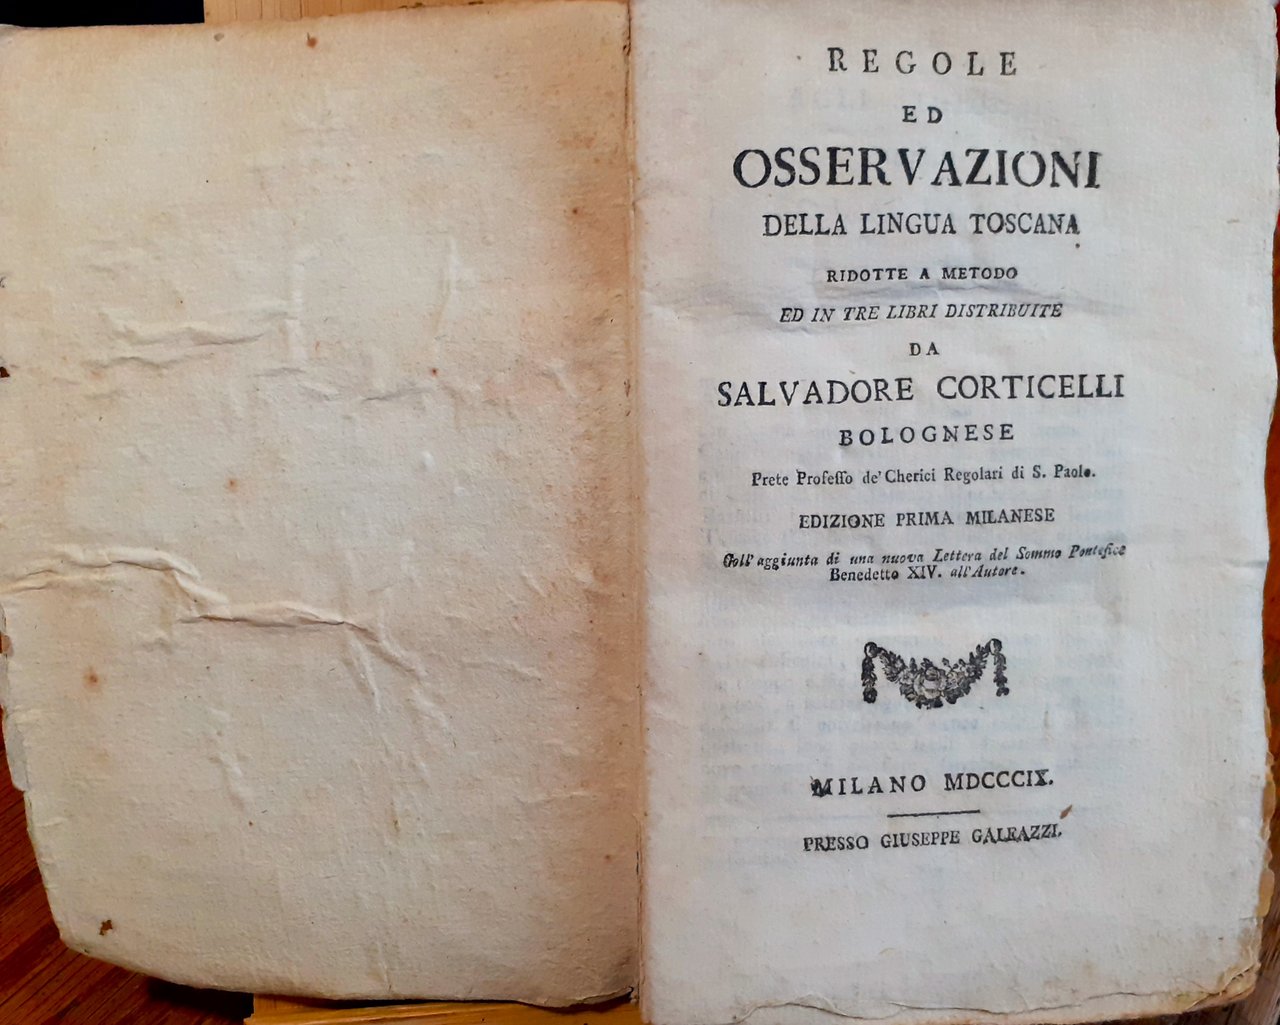 REGOLE
ED
OSSERVAZIONI
DELLA LINGUA TOSCANA
RIDOTTE A METODO
ED IN TRE LIBRI DISTRIBUITE
DA
SALVADORE CORTICELLI
BOLOGNESE
Prete Profeſſo de' Cherici Regolari di S. Paolo.
EDIZIONE PRIMA MILANESE
Coll' aggiunta di una nuova Lettera del Sommo Pontefice
Benedetto XIV. all' Autore.
MILANO MDCCCIX.
PRESSO GIUSEPPE GALEAZZI.